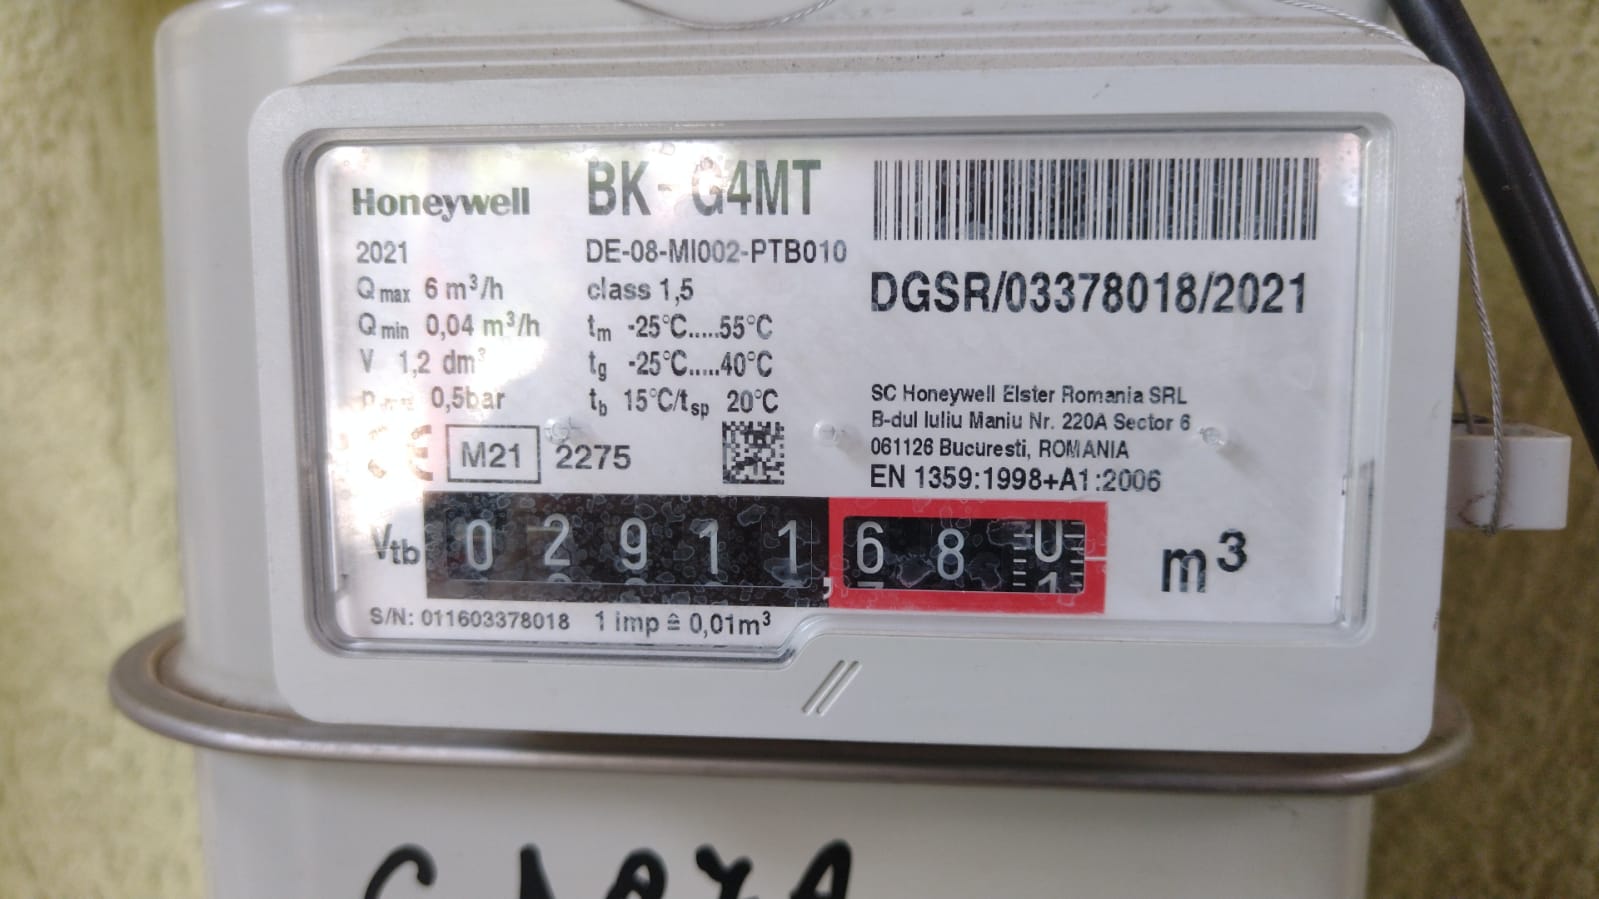 Honeywell
BK - G4MT
2021
DE-08-MI002-PTB010
Qmax 6 m³/h
class 1,5
DGSR/03378018/2021
Qmin 0,04 m³/h
tm -25°C.....55°C
V 1,2 dm³
tg -25°C.....40°C
0,5bar
tb 15°C/tsp 20°C
SC Honeywell Elster Romania SRL
B-dul Iuliu Maniu Nr. 220A Sector 6
061126 Bucuresti, ROMANIA
EN 1359:1998+A1:2006
CE M21 2275
Vtb 02911,680 m³
S/N: 011603378018 1 imp ≙ 0,01m³